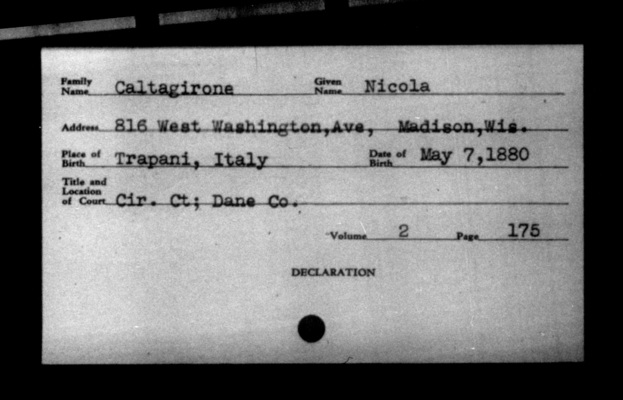 Family Name Caltagirone Given Name Nicola
Address 816 West Washington,Ave, Madison,Wis.
Place of Birth Trapani, Italy Date of Birth May 7,1880
Title and Location of Court Cir. Ct; Dane Co.
Volume 2 Page 175
DECLARATION